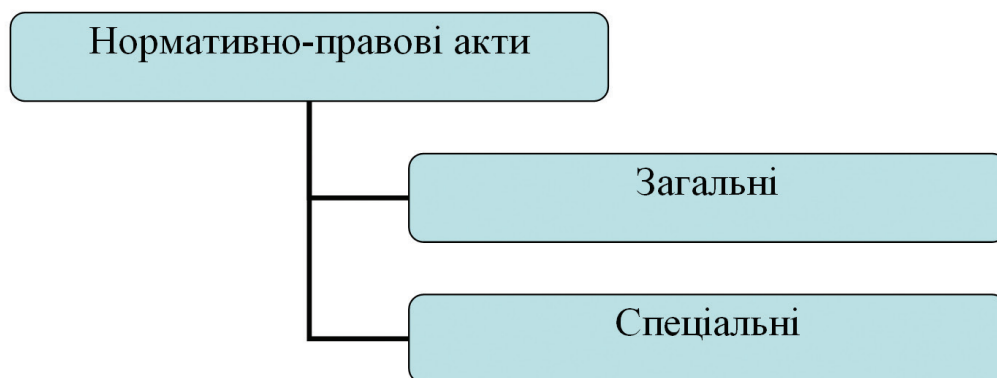 Нормативно-правові акти
Загальні
Спеціальні